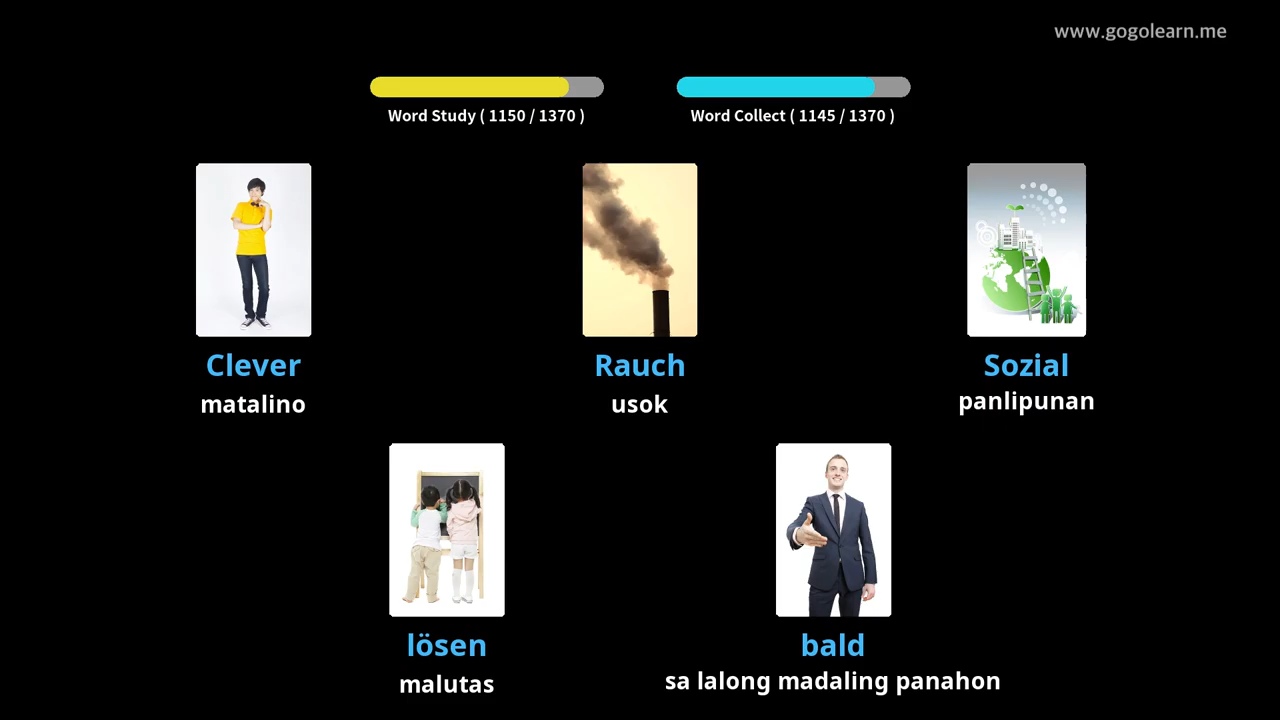 www.gogolearn.me
Word Study ( 1150 / 1370 )
Word Collect ( 1145 / 1370 )
Clever
matalino
Rauch
usok
Sozial
panlipunan
lösen
malutas
bald
sa lalong madaling panahon